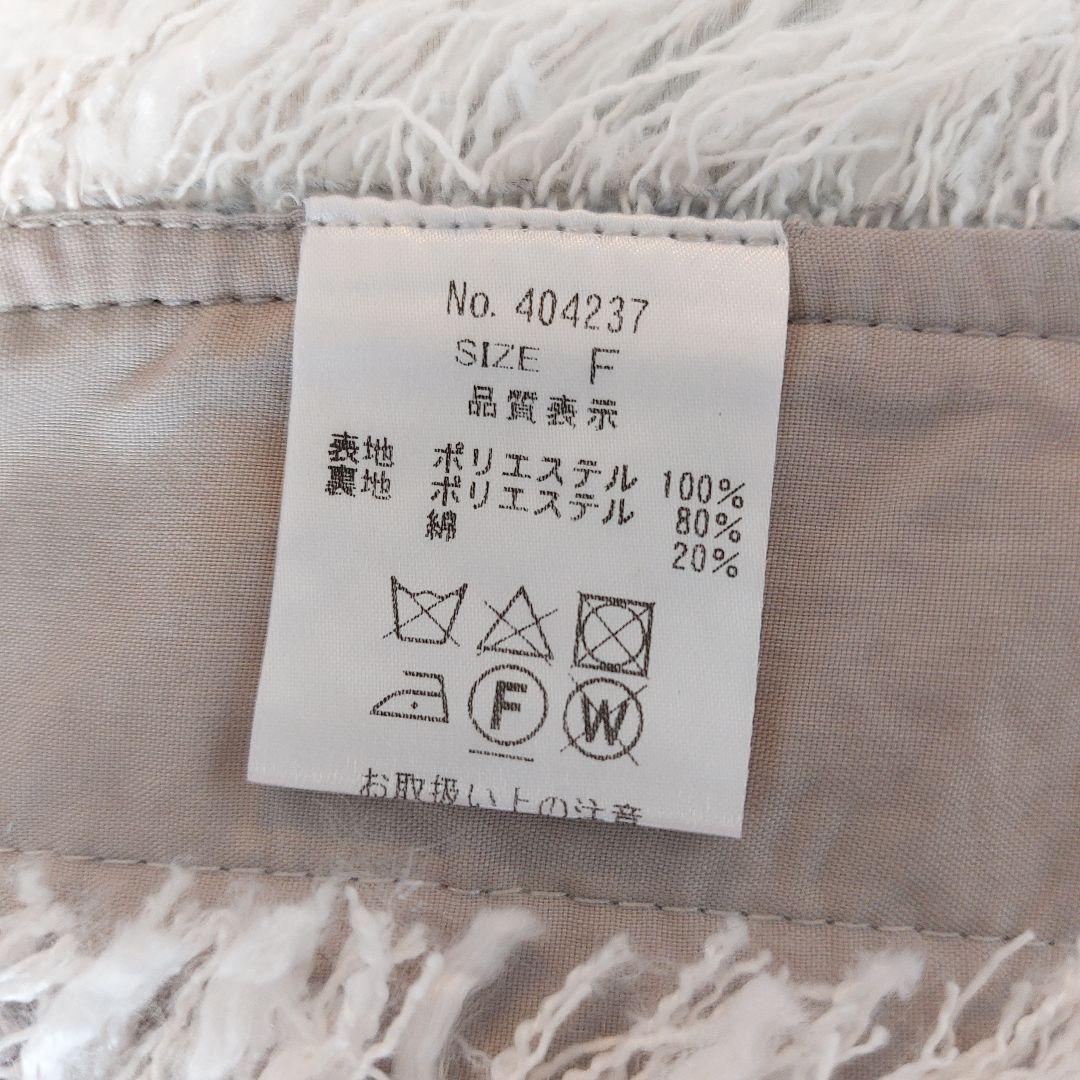 No. 404237
SIZE F
品質表示
表地 ポリエステル 100%
裏地 ポリエステル 80%
綿 20%
F W
お取扱い上の注意